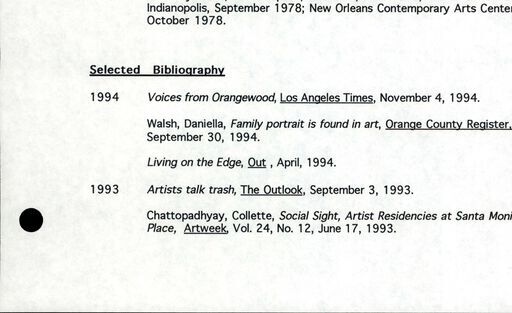 Indianopolis, September 1978; New Orleans Contemporary Arts Center
October 1978.
Selected Bibliography
1994 Voices from Orangewood, Los Angeles Times, November 4, 1994.
Walsh, Daniella, Family portrait is found in art, Orange County Register,
September 30, 1994.
Living on the Edge, Out , April, 1994.
1993 Artists talk trash, The Outlook, September 3, 1993.
Chattopadhyay, Collette, Social Sight, Artist Residencies at Santa Moni
Place, Artweek, Vol. 24, No. 12, June 17, 1993.